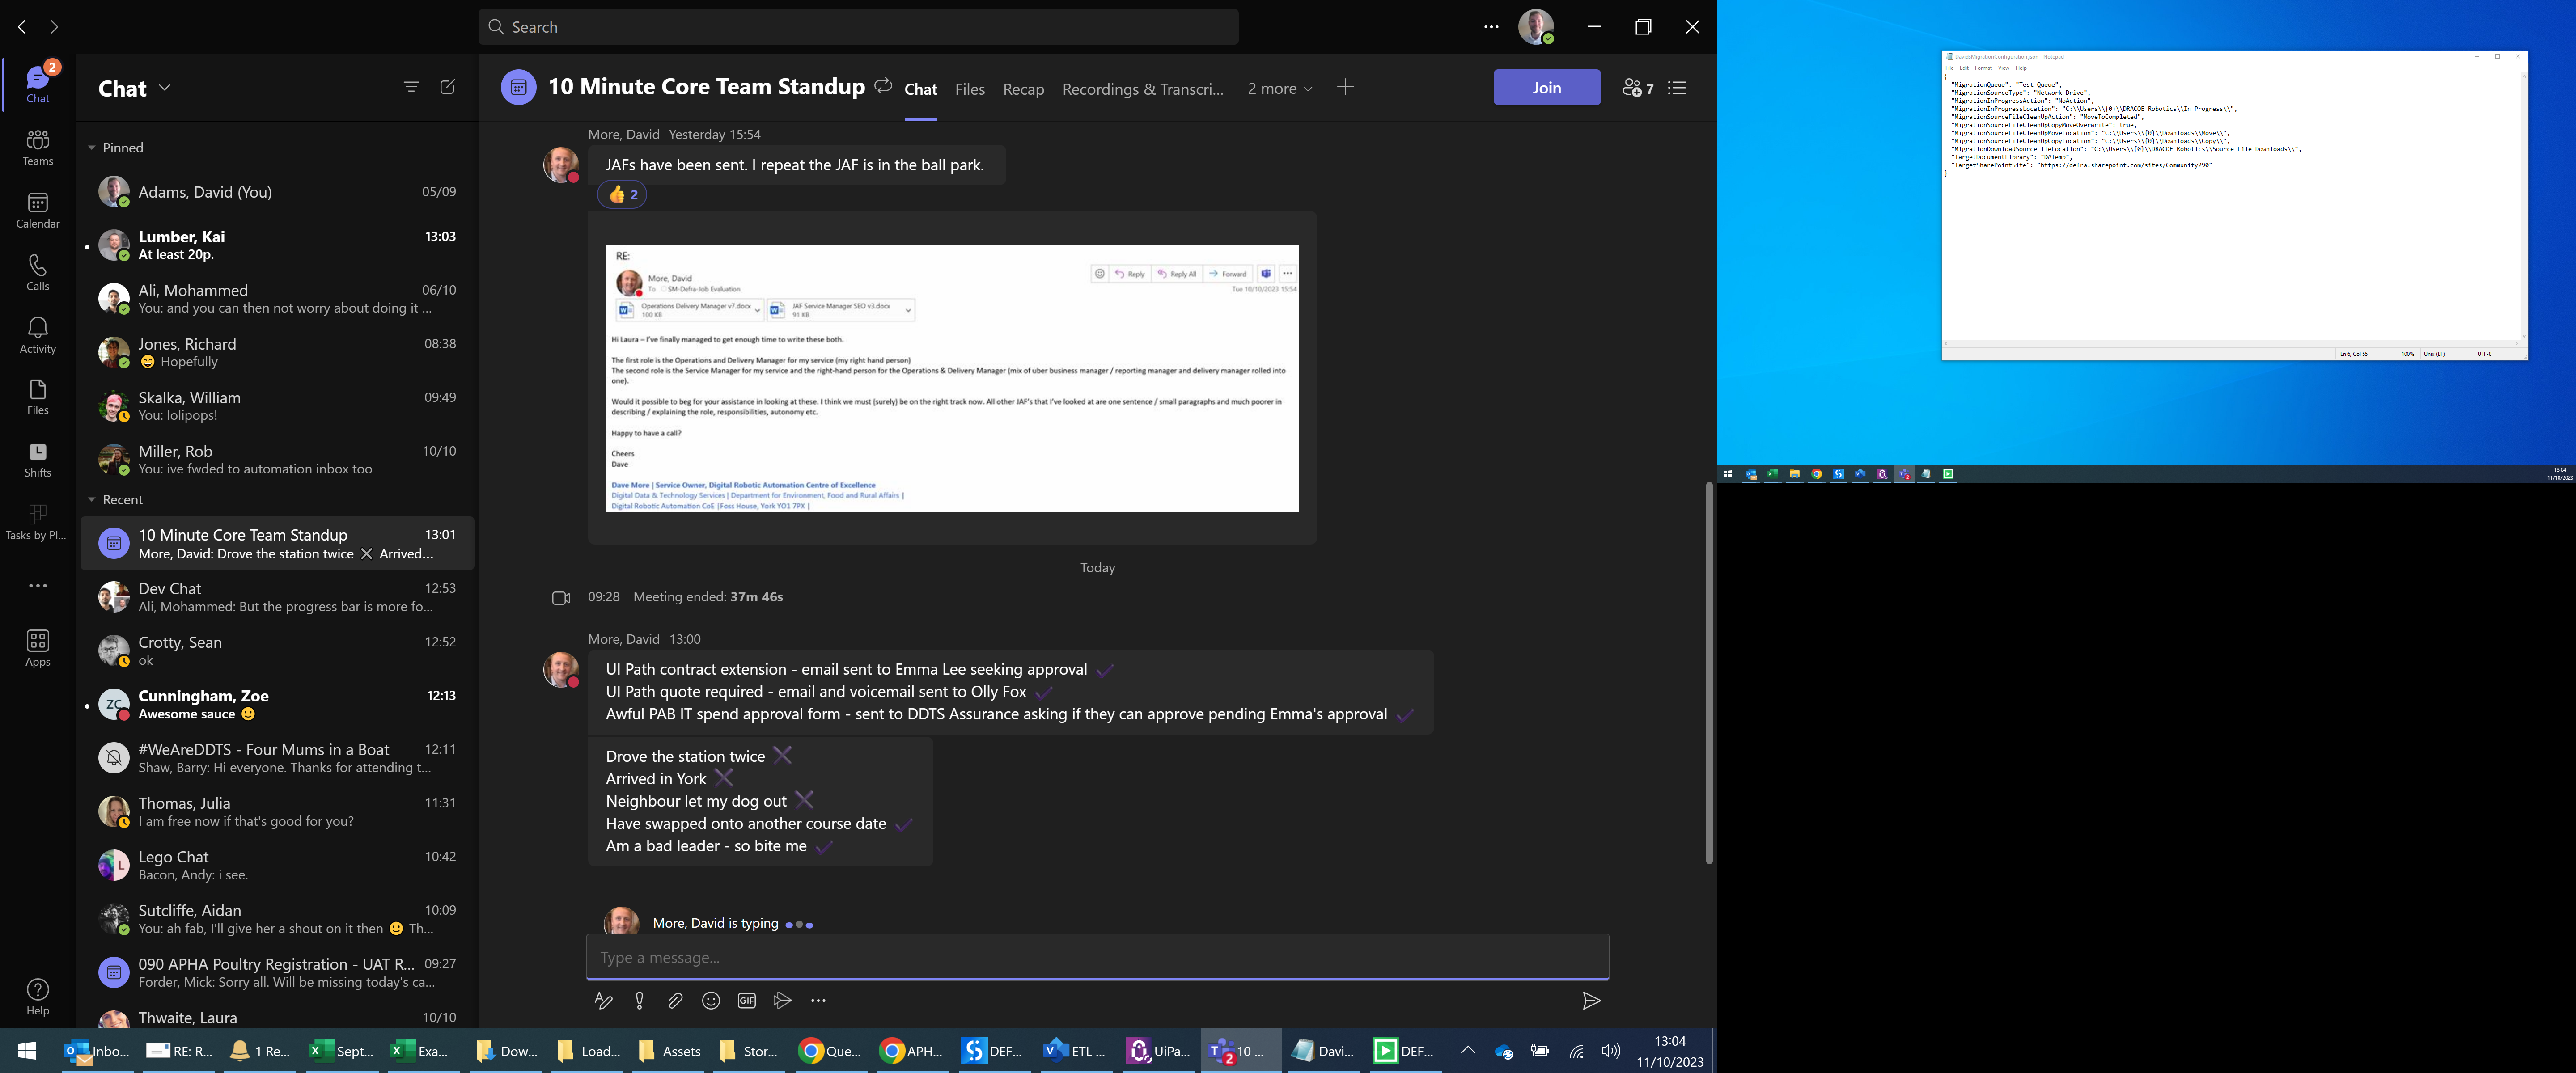 Search
Chat
2
Chat
Teams
Calendar
Calls
Activity
Files
Shifts
Tasks by Pl...
Apps
Help
Pinned
Adams, David (You) 05/09
Lumber, Kai 13:03
At least 20p.
Ali, Mohammed 06/10
You: and you can then not worry about doing it ...
Jones, Richard 08:38
😄 Hopefully
Skalka, William 09:49
You: lolipops!
Miller, Rob 10/10
You: ive fwded to automation inbox too
Recent
10 Minute Core Team Standup 13:01
More, David: Drove the station twice ✕ Arrived...
Dev Chat 12:53
Ali, Mohammed: But the progress bar is more fo...
Crotty, Sean 12:52
ok
ZC
Cunningham, Zoe 12:13
Awesome sauce 🙂
#WeAreDDTS - Four Mums in a Boat 12:11
Shaw, Barry: Hi everyone. Thanks for attending t...
Thomas, Julia 11:31
I am free now if that's good for you?
L
Lego Chat 10:42
Bacon, Andy: i see.
Sutcliffe, Aidan 10:09
You: ah fab, I'll give her a shout on it then 🙂 Th...
090 APHA Poultry Registration - UAT R... 09:27
Forder, Mick: Sorry all. Will be missing today's ca...
Thwaite, Laura 10/10
10 Minute Core Team Standup Chat Files Recap Recordings & Transcri... 2 more Join 7
More, David Yesterday 15:54
JAFs have been sent. I repeat the JAF is in the ball park.
👍 2
RE:
More, David
To SM-Defra-Job Evaluation
Reply Reply All Forward
Tue 10/10/2023 15:54
Operations Delivery Manager v7.docx
100 KB
JAF Service Manager SEO v3.docx
91 KB
Hi Laura – I've finally managed to get enough time to write these both.
The first role is the Operations and Delivery Manager for my service (my right hand person)
The second role is the Service Manager for my service and the right-hand person for the Operations & Delivery Manager (mix of uber business manager / reporting manager and delivery manager rolled into
one).
Would it possible to beg for your assistance in looking at these. I think we must (surely) be on the right track now. All other JAF's that I've looked at are one sentence / small paragraphs and much poorer in
describing / explaining the role, responsibilities, autonomy etc.
Happy to have a call?
Cheers
Dave
Dave More | Service Owner, Digital Robotic Automation Centre of Excellence
Digital Data & Technology Services | Department for Environment, Food and Rural Affairs |
Digital Robotic Automation CoE |Foss House, York YO1 7PX |
Today
09:28 Meeting ended: 37m 46s
More, David 13:00
UI Path contract extension - email sent to Emma Lee seeking approval ✓
UI Path quote required - email and voicemail sent to Olly Fox ✓
Awful PAB IT spend approval form - sent to DDTS Assurance asking if they can approve pending Emma's approval ✓
Drove the station twice ✕
Arrived in York ✕
Neighbour let my dog out ✕
Have swapped onto another course date ✓
Am a bad leader - so bite me ✓
More, David is typing
Type a message...
GIF
Inbo... RE: R... 1 Re... Sept... Exa... Dow... Load... Assets Stor... Que... APH... DEF... ETL ... UiPa... 10 ... Davi... DEF...
13:04
11/10/2023
DavidsMigrationConfiguration.json - Notepad
File Edit Format View Help
{
"MigrationQueue": "Test_Queue",
"MigrationSourceType": "Network Drive",
"MigrationInProgressAction": "NoAction",
"MigrationInProgressLocation": "C:\\Users\\{0}\\DRACOE Robotics\\In Progress\\",
"MigrationSourceFileCleanUpAction": "MoveToCompleted",
"MigrationSourceFileCleanUpCopyMoveOverwrite": true,
"MigrationSourceFileCleanUpMoveLocation": "C:\\Users\\{0}\\Downloads\\Move\\",
"MigrationSourceFileCleanUpCopyLocation": "C:\\Users\\{0}\\Downloads\\Copy\\",
"MigrationDownloadSourceFileLocation": "C:\\Users\\{0}\\DRACOE Robotics\\Source File Downloads\\",
"TargetDocumentLibrary": "DATemp",
"TargetSharePointSite": "https://defra.sharepoint.com/sites/Community290"
}
Ln 6, Col 55 100% Unix (LF) UTF-8
13:04
11/10/2023